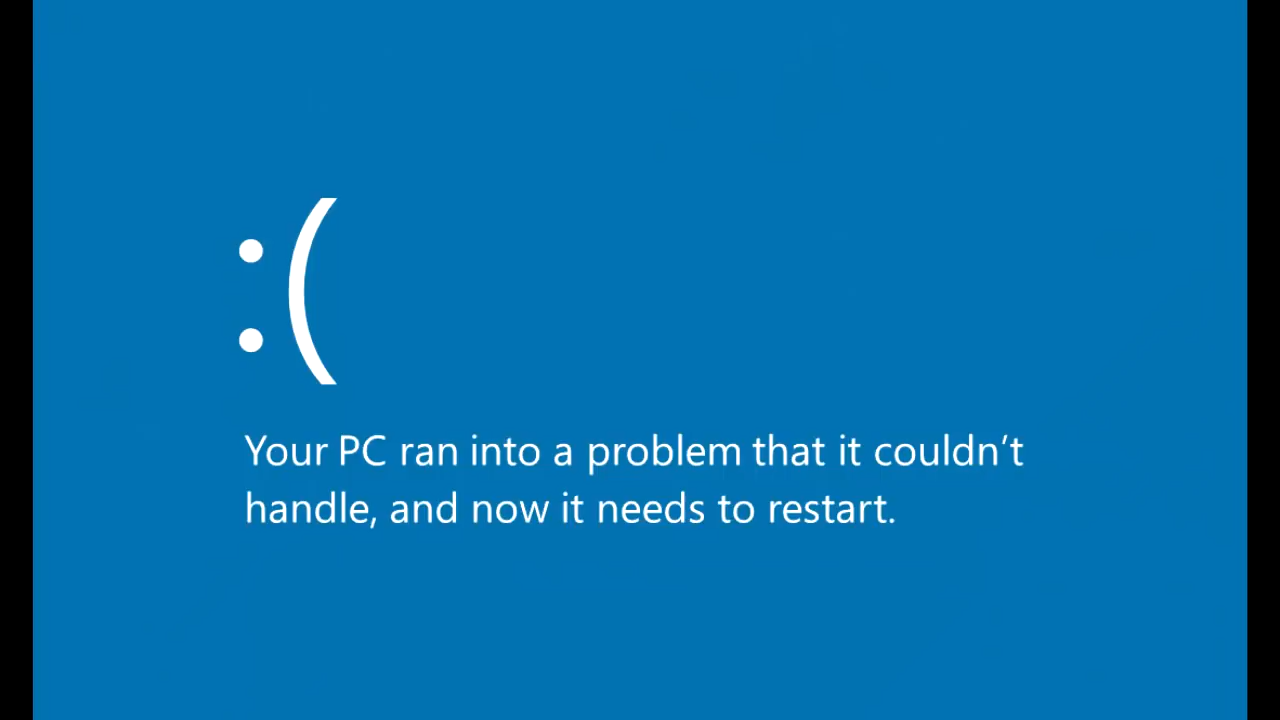 :(
Your PC ran into a problem that it couldn’t
handle, and now it needs to restart.